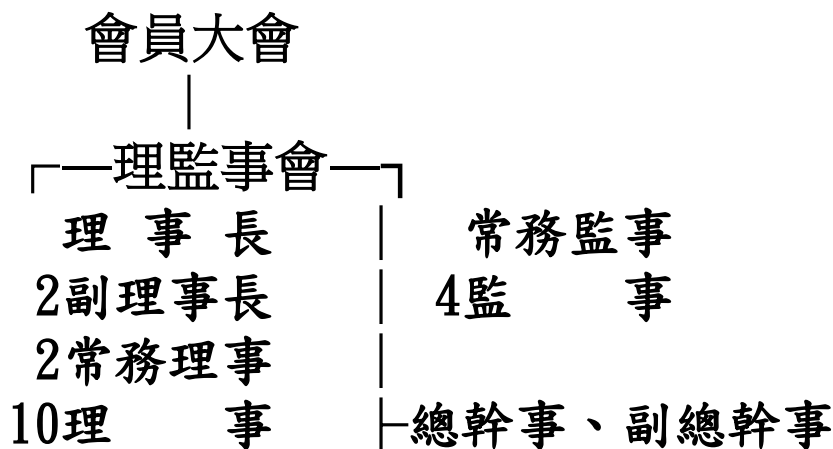 會員大會
理監事會
理事長 常務監事
2副理事長 4監事
2常務理事
10理事 總幹事、副總幹事